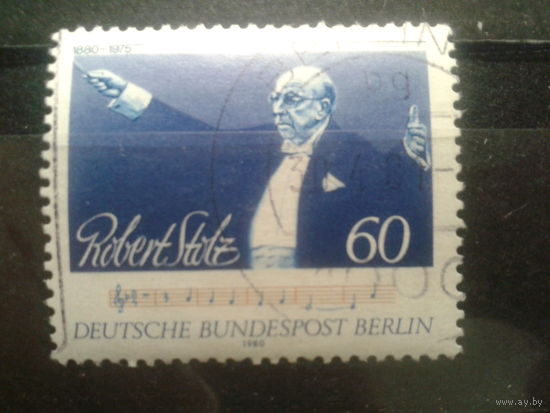 1880–1975
Robert Stolz
60
DEUTSCHE BUNDESPOST BERLIN
1980
www.ay.by